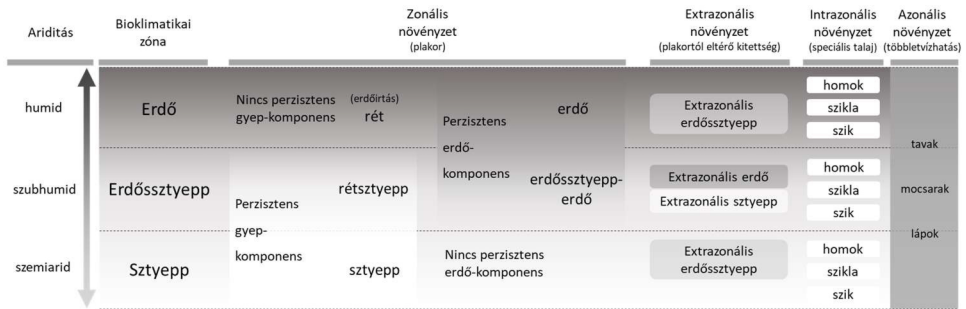 Ariditás
Bioklimatikai
zóna
Zonális
növényzet
(plakor)
Extrazonális
növényzet
(plakortól eltérő kitettség)
Intrazonális
növényzet
(speciális talaj)
Azonális
növényzet
(többletvízhatás)
humid
Erdő
Nincs perzisztens
gyep-komponens
(erdőirtás)
rét
Perzisztens
erdő-
komponens
erdő
Extrazonális
erdőssztyepp
homok
szikla
szik
szubhumid
Erdőssztyepp
Perzisztens
gyep-
komponens
rétsztyepp
erdőssztyepp-
erdő
Extrazonális erdő
Extrazonális sztyepp
homok
szikla
szik
tavak
mocsarak
lápok
szemiarid
Sztyepp
sztyepp
Nincs perzisztens
erdő-komponens
Extrazonális
erdőssztyepp
homok
szikla
szik